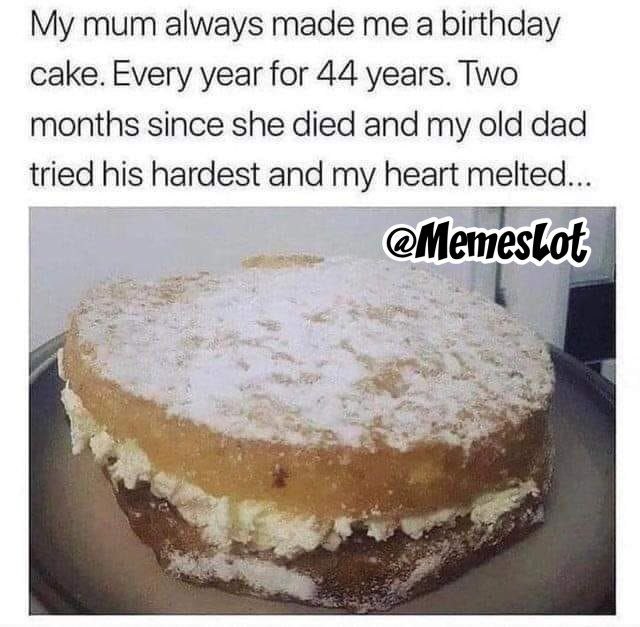 My mum always made me a birthday
cake. Every year for 44 years. Two
months since she died and my old dad
tried his hardest and my heart melted...
@MemesLot